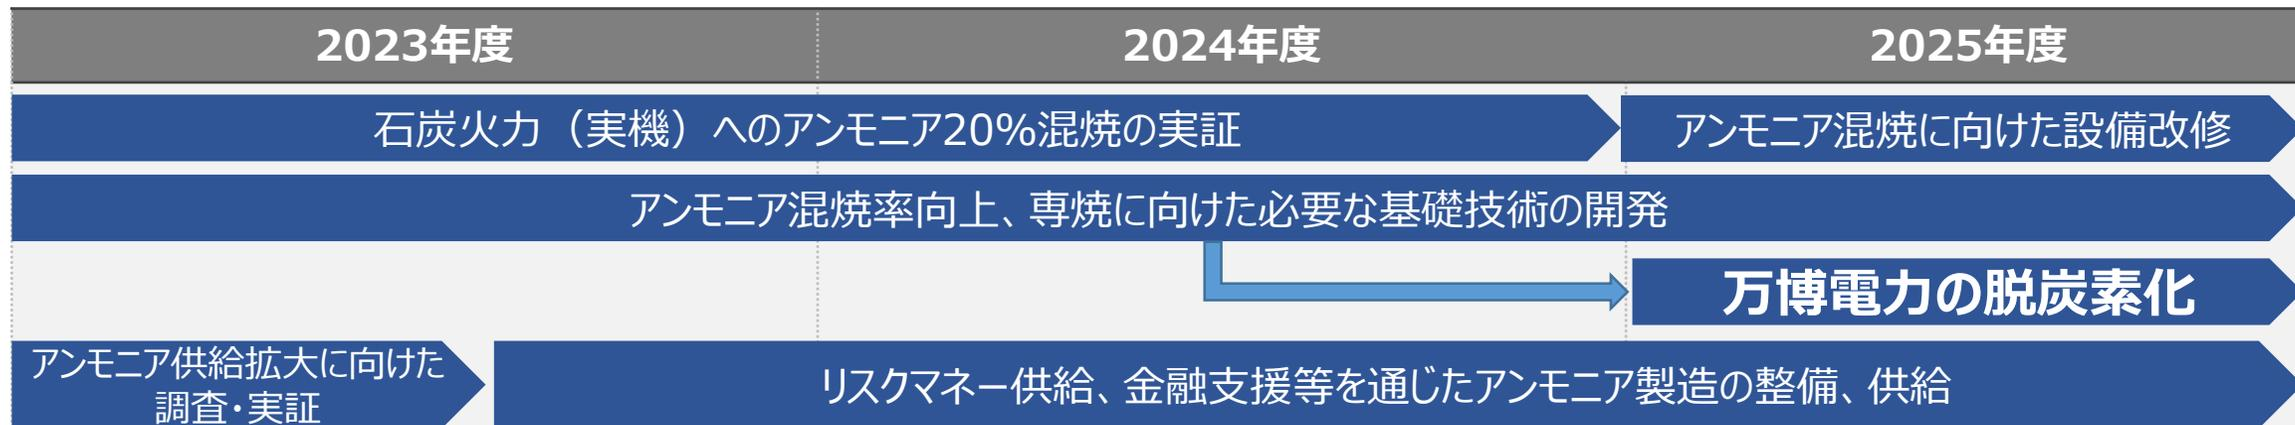 2023年度
2024年度
2025年度
石炭火力（実機）へのアンモニア20%混焼の実証
アンモニア混焼に向けた設備改修
アンモニア混焼率向上、専焼に向けた必要な基礎技術の開発
万博電力の脱炭素化
アンモニア供給拡大に向けた
調査・実証
リスクマネー供給、金融支援等を通じたアンモニア製造の整備、供給